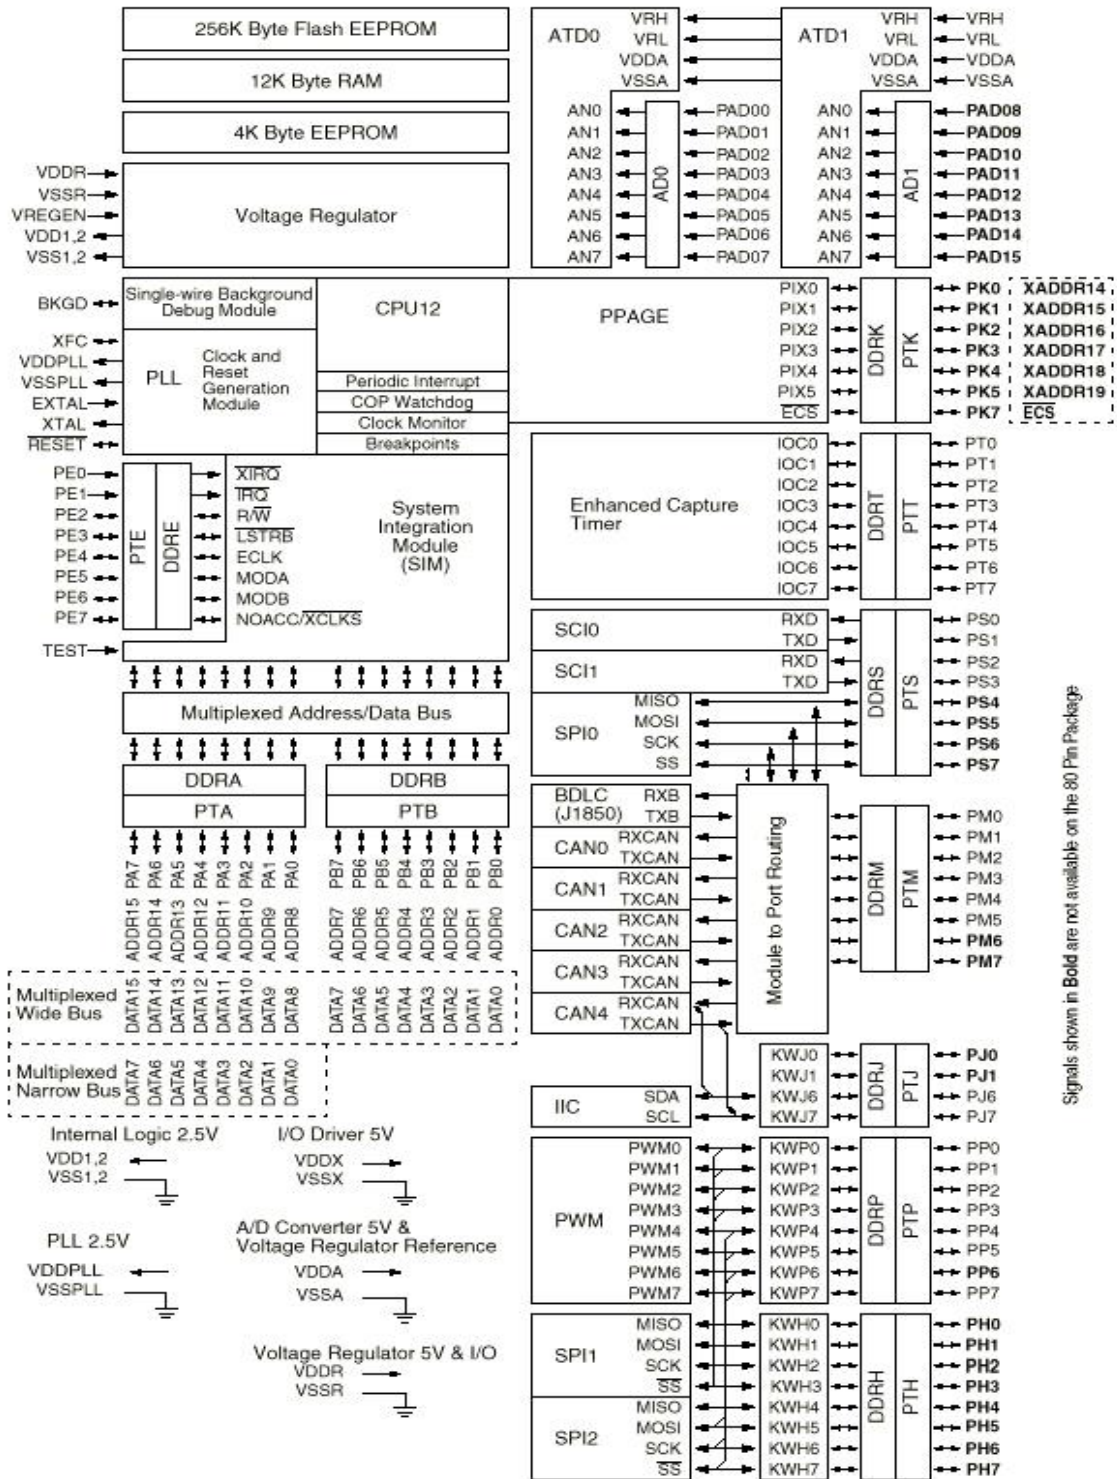 256K Byte Flash EEPROM
12K Byte RAM
4K Byte EEPROM
VDDR
VSSR
VREGEN
VDD1,2
VSS1,2
Voltage Regulator
ATD0
VRH
VRL
VDDA
VSSA
AN0
AN1
AN2
AN3
AN4
AN5
AN6
AN7
AD0
PAD00
PAD01
PAD02
PAD03
PAD04
PAD05
PAD06
PAD07
ATD1
VRH
VRL
VDDA
VSSA
VRH
VRL
VDDA
VSSA
AN0
AN1
AN2
AN3
AN4
AN5
AN6
AN7
AD1
PAD08
PAD09
PAD10
PAD11
PAD12
PAD13
PAD14
PAD15
BKGD
XFC
VDDPLL
VSSPLL
EXTAL
XTAL
RESET
Single-wire Background
Debug Module
PLL
Clock and
Reset
Generation
Module
CPU12
Periodic Interrupt
COP Watchdog
Clock Monitor
Breakpoints
PPAGE
PIX0
PIX1
PIX2
PIX3
PIX4
PIX5
ECS
DDRK
PTK
PK0 XADDR14
PK1 XADDR15
PK2 XADDR16
PK3 XADDR17
PK4 XADDR18
PK5 XADDR19
PK7 ECS
PE0
PE1
PE2
PE3
PE4
PE5
PE6
PE7
TEST
PTE
DDRE
XIRQ
IRQ
R/W
LSTRB
ECLK
MODA
MODB
NOACC/XCLKS
System
Integration
Module
(SIM)
Enhanced Capture
Timer
IOC0
IOC1
IOC2
IOC3
IOC4
IOC5
IOC6
IOC7
DDRT
PTT
PT0
PT1
PT2
PT3
PT4
PT5
PT6
PT7
Multiplexed Address/Data Bus
DDRA
PTA
DDRB
PTB
PA7
PA6
PA5
PA4
PA3
PA2
PA1
PA0
PB7
PB6
PB5
PB4
PB3
PB2
PB1
PB0
ADDR15
ADDR14
ADDR13
ADDR12
ADDR11
ADDR10
ADDR9
ADDR8
ADDR7
ADDR6
ADDR5
ADDR4
ADDR3
ADDR2
ADDR1
ADDR0
Multiplexed
Wide Bus
DATA15
DATA14
DATA13
DATA12
DATA11
DATA10
DATA9
DATA8
DATA7
DATA6
DATA5
DATA4
DATA3
DATA2
DATA1
DATA0
Multiplexed
Narrow Bus
DATA7
DATA6
DATA5
DATA4
DATA3
DATA2
DATA1
DATA0
SCI0
RXD
TXD
SCI1
RXD
TXD
SPI0
MISO
MOSI
SCK
SS
DDRS
PTS
PS0
PS1
PS2
PS3
PS4
PS5
PS6
PS7
BDLC
(J1850)
RXB
TXB
CAN0
RXCAN
TXCAN
CAN1
RXCAN
TXCAN
CAN2
RXCAN
TXCAN
CAN3
RXCAN
TXCAN
CAN4
RXCAN
TXCAN
Module to Port Routing
DDRM
PTM
PM0
PM1
PM2
PM3
PM4
PM5
PM6
PM7
IIC
SDA
SCL
KWJ0
KWJ1
KWJ6
KWJ7
DDRJ
PTJ
PJ0
PJ1
PJ6
PJ7
PWM
PWM0
PWM1
PWM2
PWM3
PWM4
PWM5
PWM6
PWM7
KWP0
KWP1
KWP2
KWP3
KWP4
KWP5
KWP6
KWP7
DDRP
PTP
PP0
PP1
PP2
PP3
PP4
PP5
PP6
PP7
SPI1
MISO
MOSI
SCK
SS
SPI2
MISO
MOSI
SCK
SS
KWH0
KWH1
KWH2
KWH3
KWH4
KWH5
KWH6
KWH7
DDRH
PTH
PH0
PH1
PH2
PH3
PH4
PH5
PH6
PH7
Internal Logic 2.5V
VDD1,2
VSS1,2
I/O Driver 5V
VDDX
VSSX
PLL 2.5V
VDDPLL
VSSPLL
A/D Converter 5V &
Voltage Regulator Reference
VDDA
VSSA
Voltage Regulator 5V & I/O
VDDR
VSSR
Signals shown in Bold are not available on the 80 Pin Package